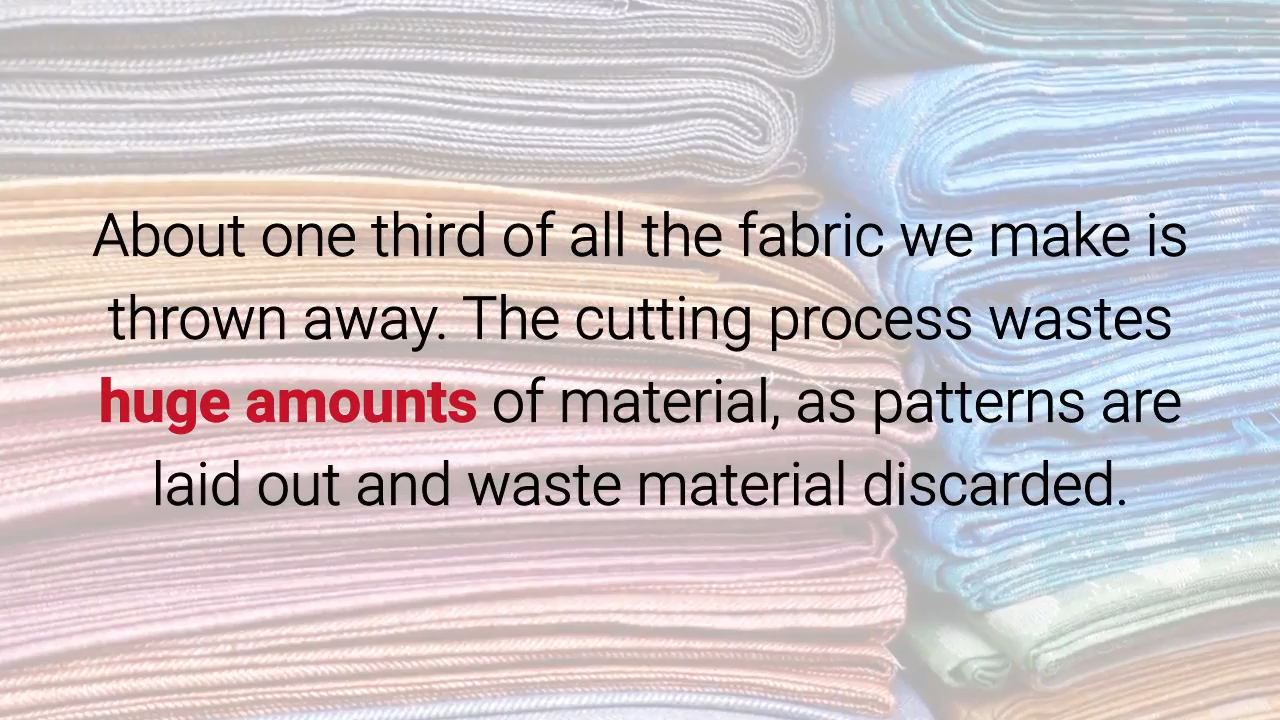 About one third of all the fabric we make is
thrown away. The cutting process wastes
huge amounts of material, as patterns are
laid out and waste material discarded.